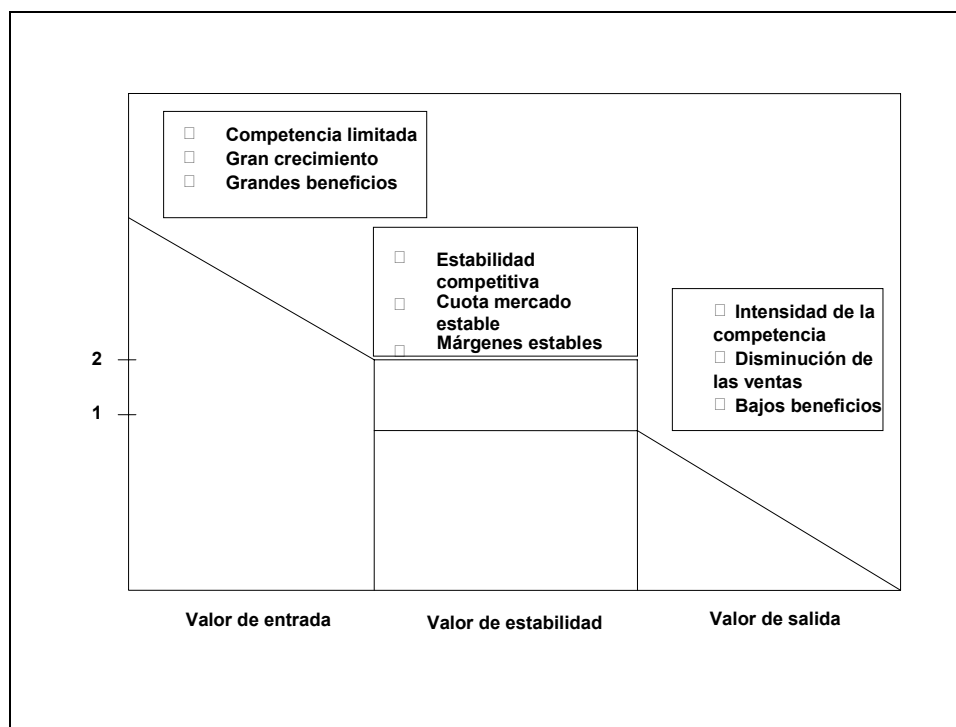 Competencia limitada
Gran crecimiento
Grandes beneficios
Estabilidad
competitiva
Cuota mercado
estable
Márgenes estables
Intensidad de la
competencia
Disminución de
las ventas
Bajos beneficios
2
1
Valor de entrada
Valor de estabilidad
Valor de salida